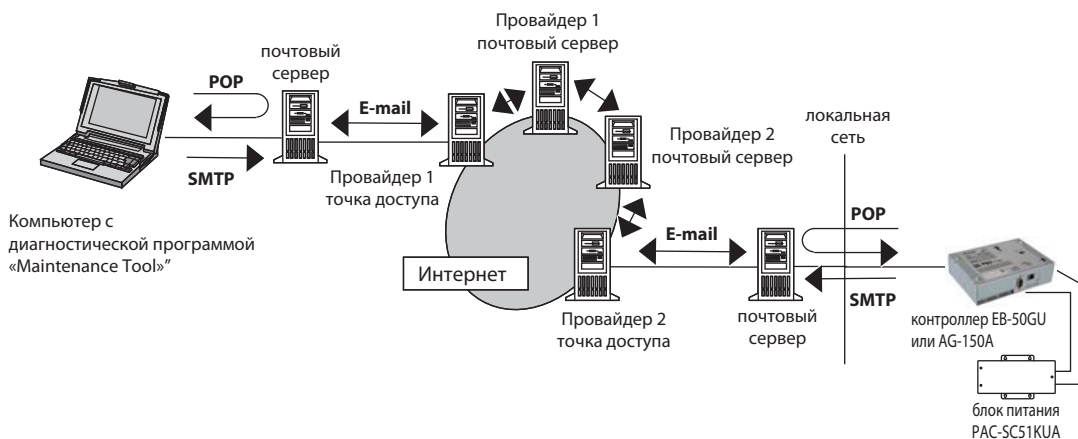 Провайдер 1
почтовый сервер
почтовый
сервер
POP
E-mail
SMTP
Провайдер 1
точка доступа
Провайдер 2
почтовый сервер
локальная
сеть
Компьютер с
диагностической программой
«Maintenance Tool»"
Интернет
E-mail
POP
SMTP
Провайдер 2
точка доступа
почтовый
сервер
контроллер EB-50GU
или AG-150A
блок питания
PAC-SC51KUA